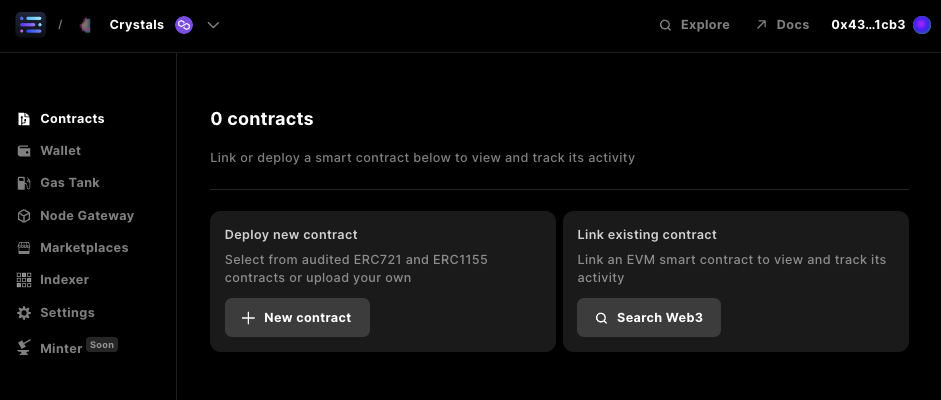 / Crystals
Explore
Docs
0x43...1cb3
Contracts
Wallet
Gas Tank
Node Gateway
Marketplaces
Indexer
Settings
Minter Soon
0 contracts
Link or deploy a smart contract below to view and track its activity
Deploy new contract
Select from audited ERC721 and ERC1155
contracts or upload your own
New contract
Link existing contract
Link an EVM smart contract to view and track its
activity
Search Web3